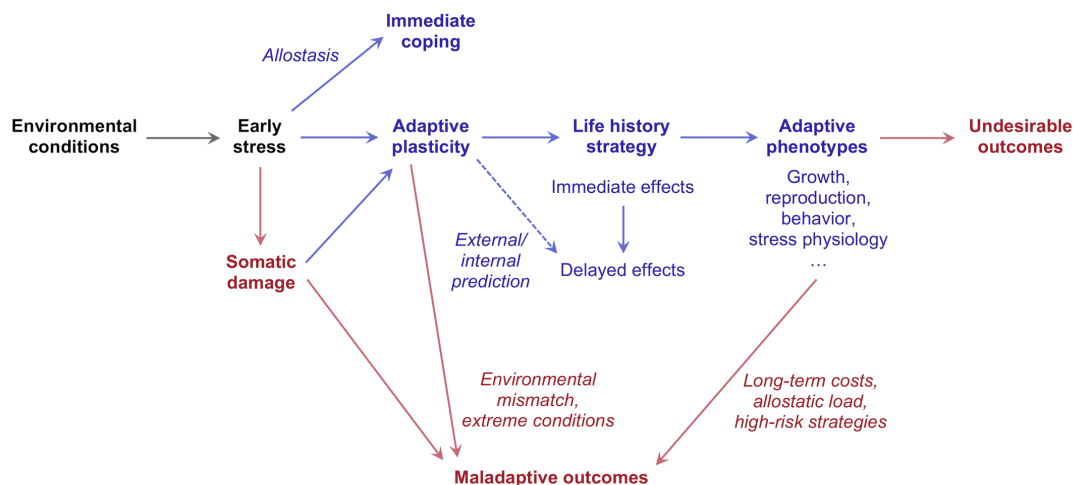 Immediate
coping
Allostasis
Environmental
conditions
Early
stress
Adaptive
plasticity
Life history
strategy
Adaptive
phenotypes
Undesirable
outcomes
Immediate effects
Growth,
reproduction,
behavior,
stress physiology
...
External/
internal
prediction
Delayed effects
Somatic
damage
Environmental
mismatch,
extreme conditions
Long-term costs,
allostatic load,
high-risk strategies
Maladaptive outcomes